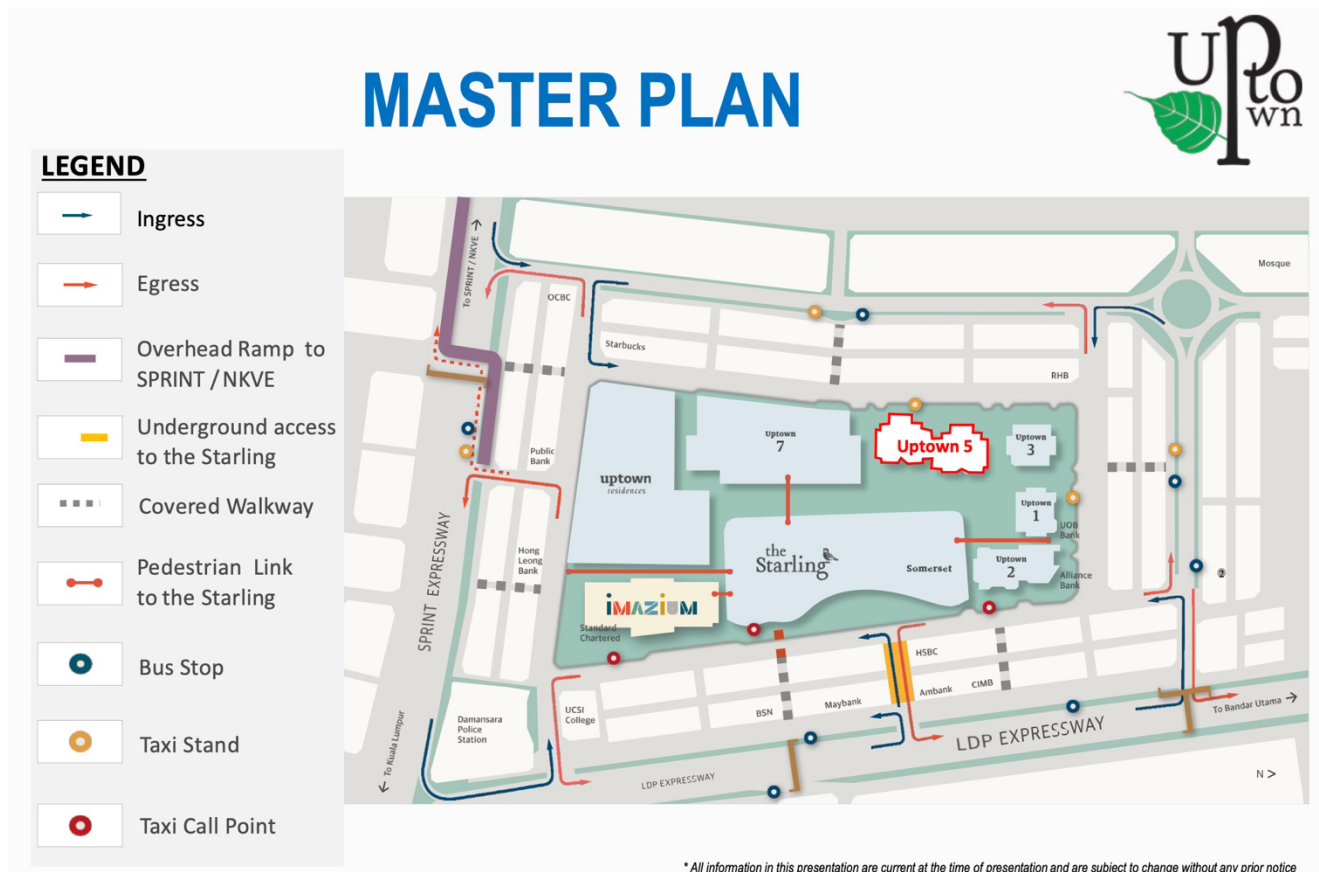 MASTER PLAN
Uptown
LEGEND
Ingress
Egress
Overhead Ramp to
SPRINT / NKVE
Underground access
to the Starling
Covered Walkway
Pedestrian Link
to the Starling
Bus Stop
Taxi Stand
Taxi Call Point
To SPRINT / NKVE
OCBC
Starbucks
Mosque
RHB
Public
Bank
Hong
Leong
Bank
SPRINT EXPRESSWAY
To Kuala Lumpur
uptown
residences
Uptown
7
Uptown 5
Uptown
3
Uptown
1
UOB
Bank
Uptown
2
Alliance
Bank
the
Starling
Somerset
IMAZIUM
Standard
Chartered
Damansara
Police
Station
UCSI
College
BSN
Maybank
HSBC
Ambank
CIMB
LDP EXPRESSWAY
LDP EXPRESSWAY
To Bandar Utama
2
N >
* All information in this presentation are current at the time of presentation and are subject to change without any prior notice